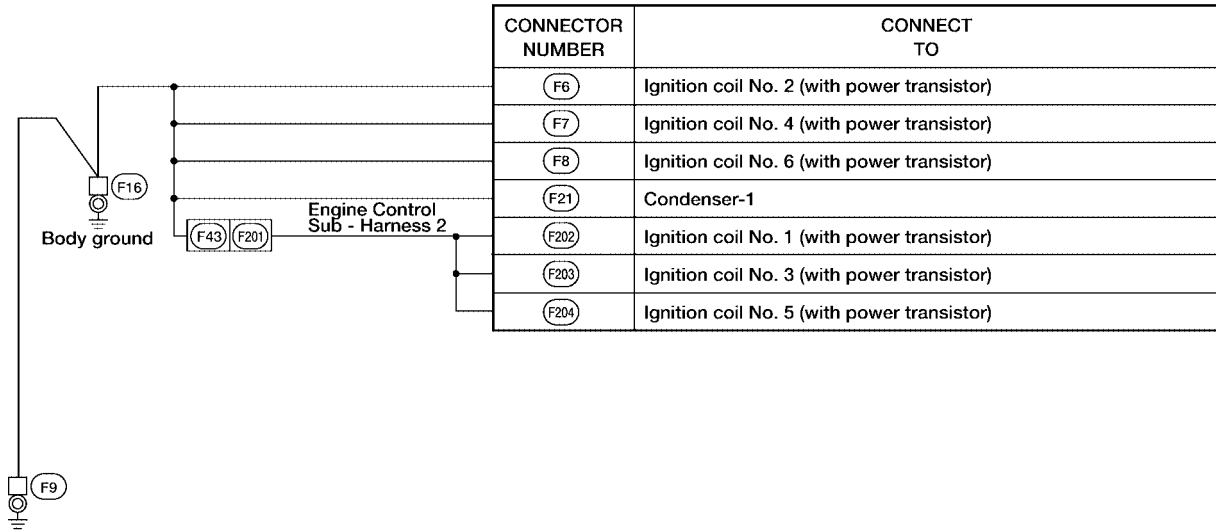 CONNECTOR NUMBER CONNECT TO
F6 Ignition coil No. 2 (with power transistor)
F7 Ignition coil No. 4 (with power transistor)
F8 Ignition coil No. 6 (with power transistor)
F21 Condenser-1
F202 Ignition coil No. 1 (with power transistor)
F203 Ignition coil No. 3 (with power transistor)
F204 Ignition coil No. 5 (with power transistor)
F16
Body ground
F43 F201
Engine Control
Sub - Harness 2
F9